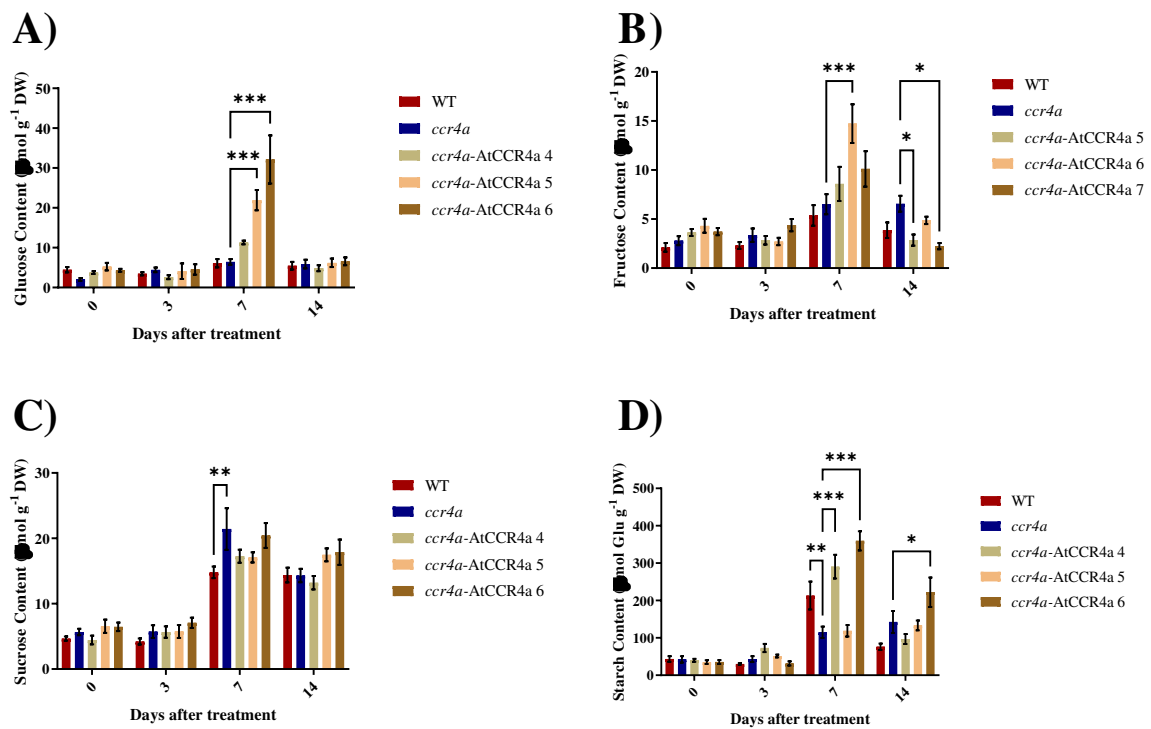 A)
Glucose Content ( mol g-1 DW)
50
40
30
20
10
0
***
***
0
3
7
14
Days after treatment
WT
ccr4a
ccr4a-AtCCR4a 4
ccr4a-AtCCR4a 5
ccr4a-AtCCR4a 6
B)
Fructose Content ( mol g-1 DW)
20
15
10
5
0
***
*
*
0
3
7
14
Days after treatment
WT
ccr4a
ccr4a-AtCCR4a 5
ccr4a-AtCCR4a 6
ccr4a-AtCCR4a 7
C)
Sucrose Content ( mol g-1 DW)
30
20
10
0
**
0
3
7
14
Days after treatment
WT
ccr4a
ccr4a-AtCCR4a 4
ccr4a-AtCCR4a 5
ccr4a-AtCCR4a 6
D)
Starch Content ( mol Glu g-1 DW)
500
400
300
200
100
0
***
***
**
*
0
3
7
14
Days after treatment
WT
ccr4a
ccr4a-AtCCR4a 4
ccr4a-AtCCR4a 5
ccr4a-AtCCR4a 6